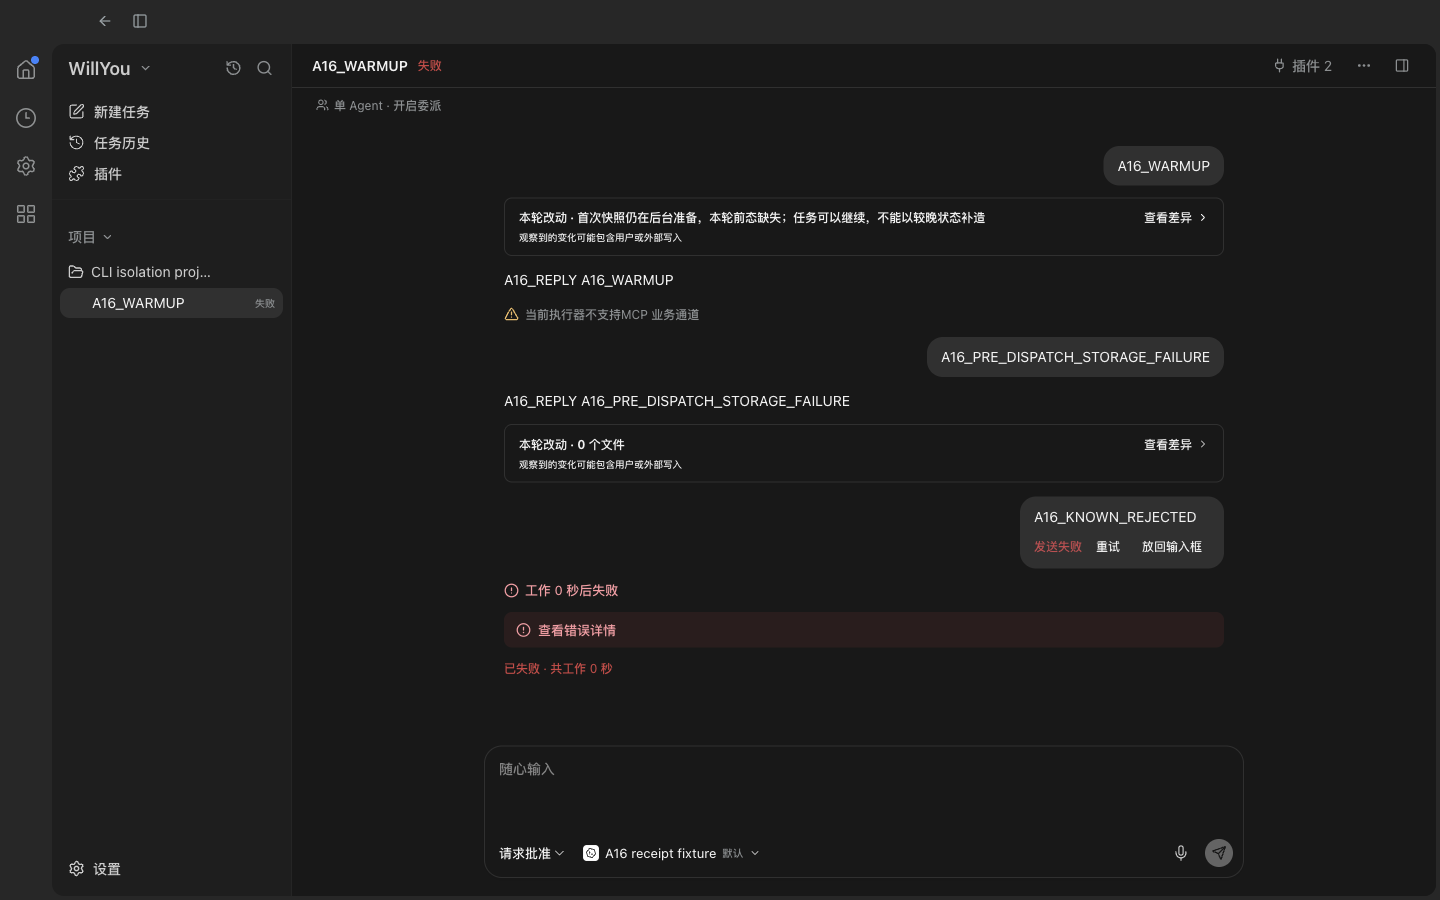 WillYou
新建任务
任务历史
插件
项目
CLI isolation proj...
A16_WARMUP 失败
设置
A16_WARMUP 失败
插件 2
单 Agent · 开启委派
A16_WARMUP
本轮改动 · 首次快照仍在后台准备，本轮前态缺失；任务可以继续，不能以较晚状态补造 查看差异
观察到的变化可能包含用户或外部写入
A16_REPLY A16_WARMUP
当前执行器不支持MCP 业务通道
A16_PRE_DISPATCH_STORAGE_FAILURE
A16_REPLY A16_PRE_DISPATCH_STORAGE_FAILURE
本轮改动 · 0 个文件 查看差异
观察到的变化可能包含用户或外部写入
A16_KNOWN_REJECTED
发送失败 重试 放回输入框
工作 0 秒后失败
查看错误详情
已失败 · 共工作 0 秒
随心输入
请求批准 A16 receipt fixture 默认